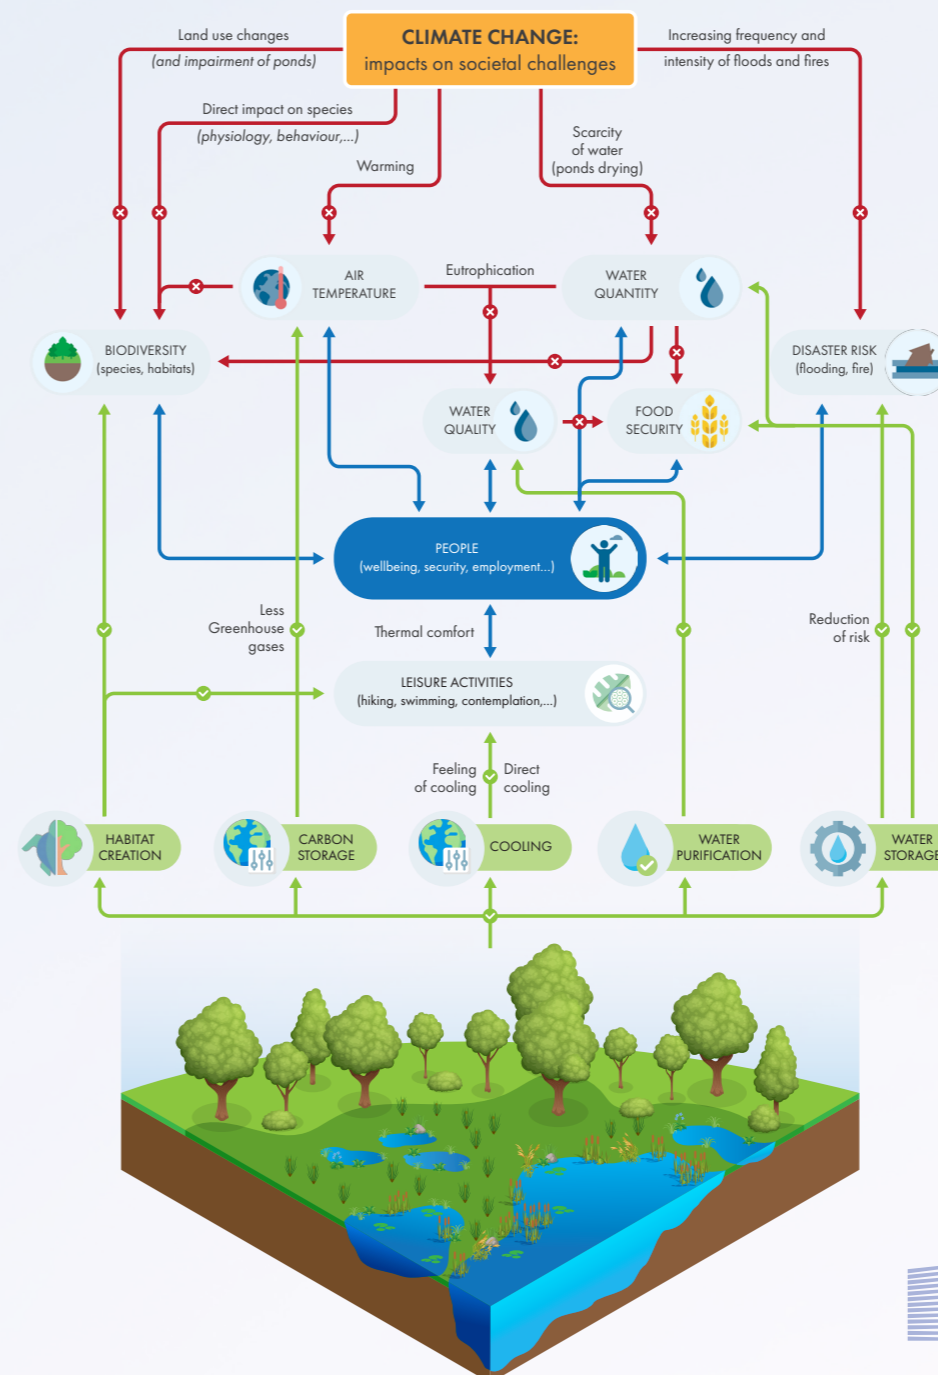 CLIMATE CHANGE:
impacts on societal challenges
Land use changes
(and impairment of ponds)
Increasing frequency and
intensity of floods and fires
Direct impact on species
(physiology, behaviour,...)
Warming
Scarcity
of water
(ponds drying)
AIR
TEMPERATURE
Eutrophication
WATER
QUANTITY
BIODIVERSITY
(species, habitats)
DISASTER RISK
(flooding, fire)
WATER
QUALITY
FOOD
SECURITY
PEOPLE
(wellbeing, security, employment...)
Less
Greenhouse
gases
Thermal comfort
Reduction
of risk
LEISURE ACTIVITIES
(hiking, swimming, contemplation,...)
Feeling
of cooling
Direct
cooling
HABITAT
CREATION
CARBON
STORAGE
COOLING
WATER
PURIFICATION
WATER
STORAGE